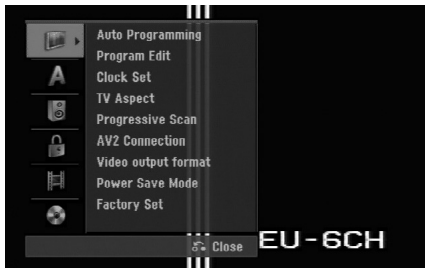 Auto Programming
Program Edit
A
Clock Set
TV Aspect
Progressive Scan
AV2 Connection
Video output format
Power Save Mode
Factory Set
Close
EU-6CH